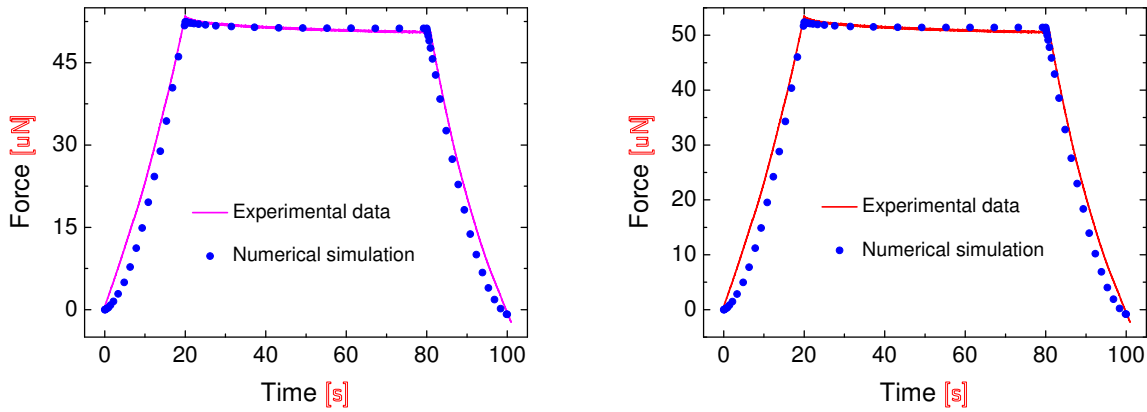 45
30
15
0
0 20 40 60 80 100
Force [uN]
Time [s]
Experimental data
Numerical simulation
50
40
30
20
10
0
0 20 40 60 80 100
Force [uN]
Time [s]
Experimental data
Numerical simulation